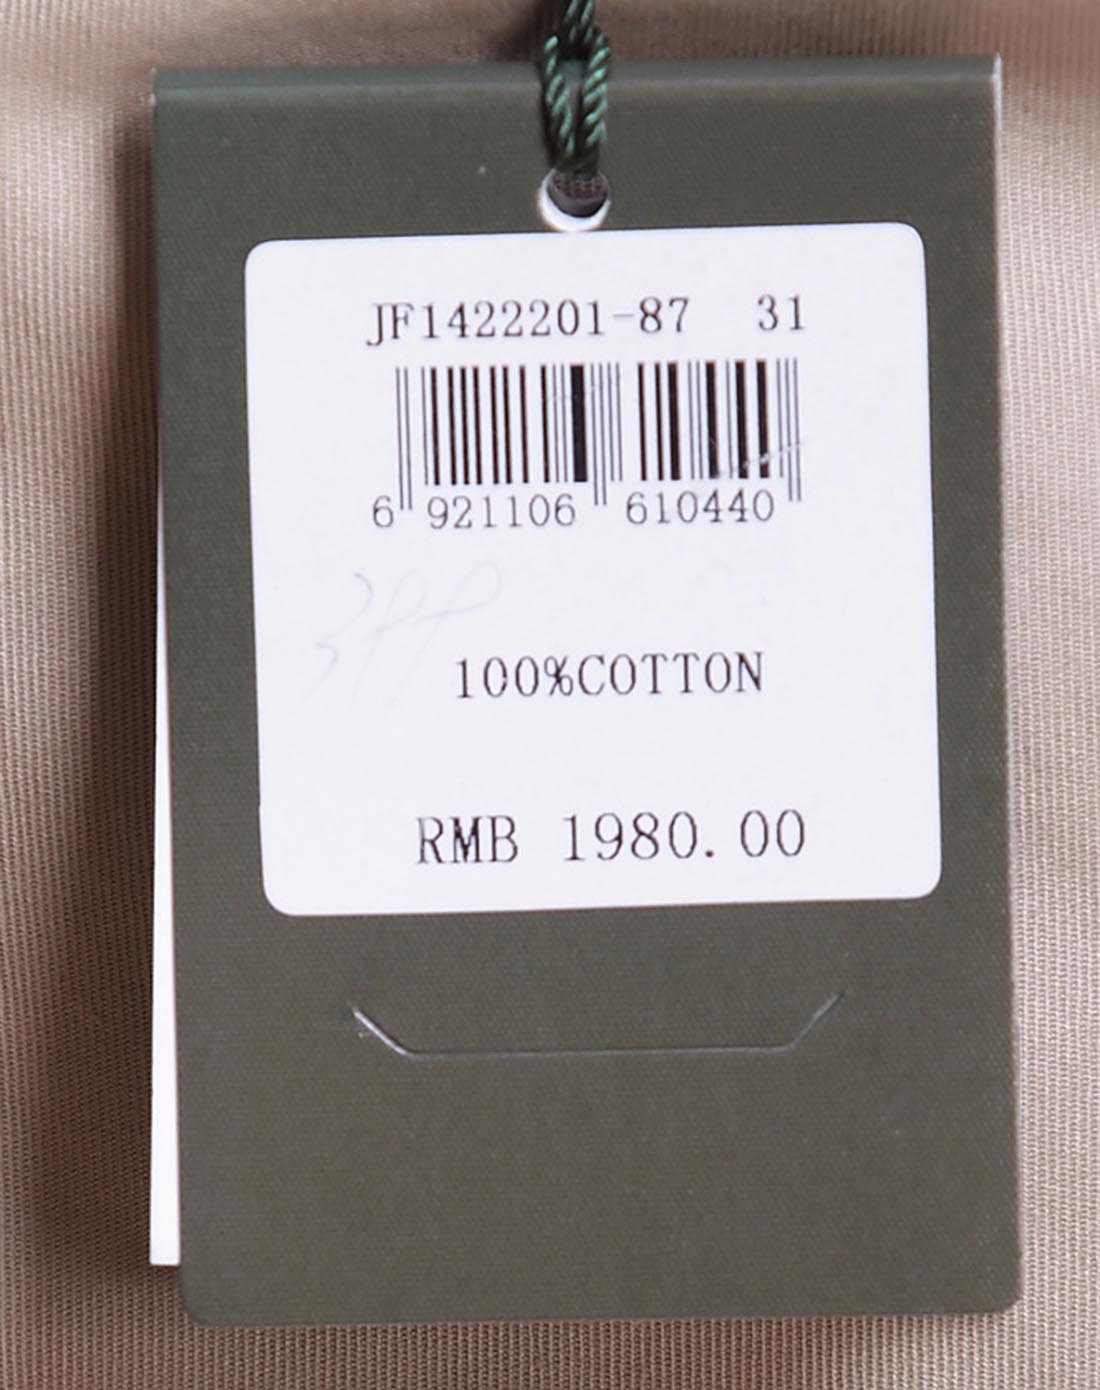 JF1422201-87 31
6 921106 610440
100%COTTON
RMB 1980.00